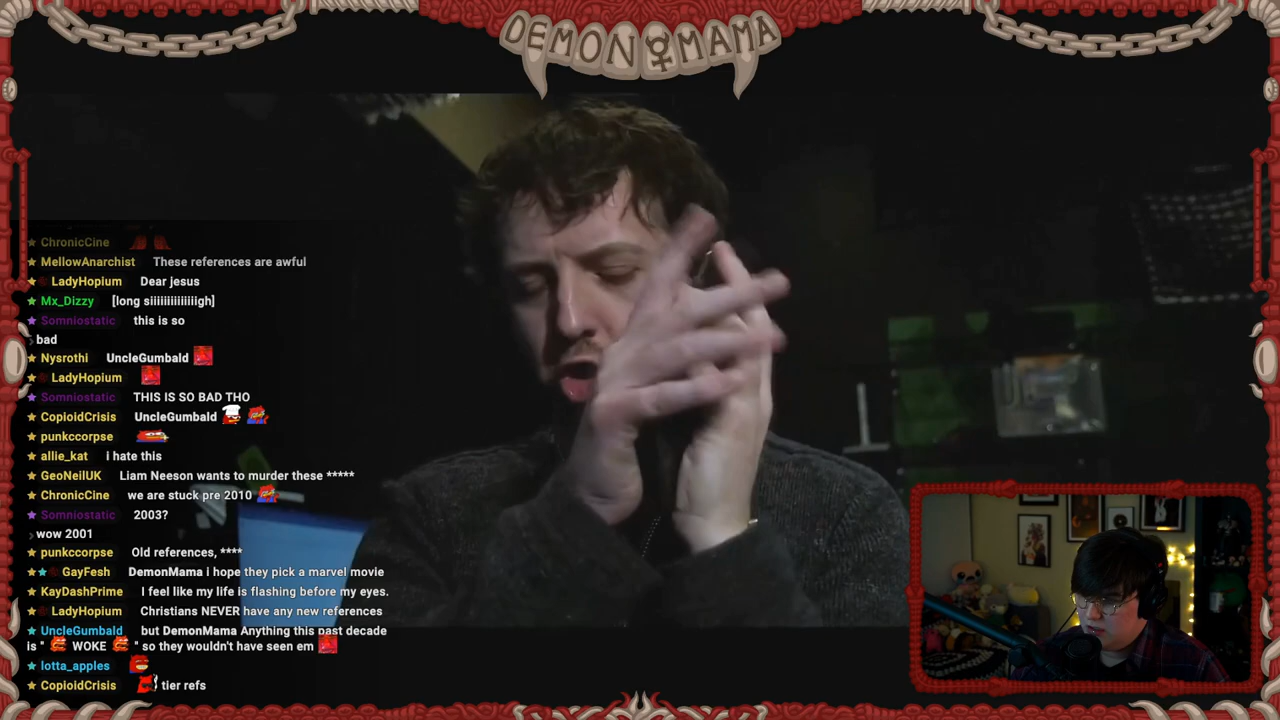 DEMON MAMA
ChronicCine
MellowAnarchist These references are awful
LadyHopium Dear jesus
Mx_Dizzy [long siiiiiiiiiiiiiigh]
Somniostatic this is so
bad
Nysrothi UncleGumbald
LadyHopium
Somniostatic THIS IS SO BAD THO
CopioidCrisis UncleGumbald
punkccorpse
allie_kat i hate this
GeoNeilUK Liam Neeson wants to murder these *****
ChronicCine we are stuck pre 2010
Somniostatic 2003?
wow 2001
punkccorpse Old references, ****
GayFesh DemonMama i hope they pick a marvel movie
KayDashPrime I feel like my life is flashing before my eyes.
LadyHopium Christians NEVER have any new references
UncleGumbald but DemonMama Anything this past decade
is " WOKE " so they wouldn't have seen em
lotta_apples
CopioidCrisis tier refs